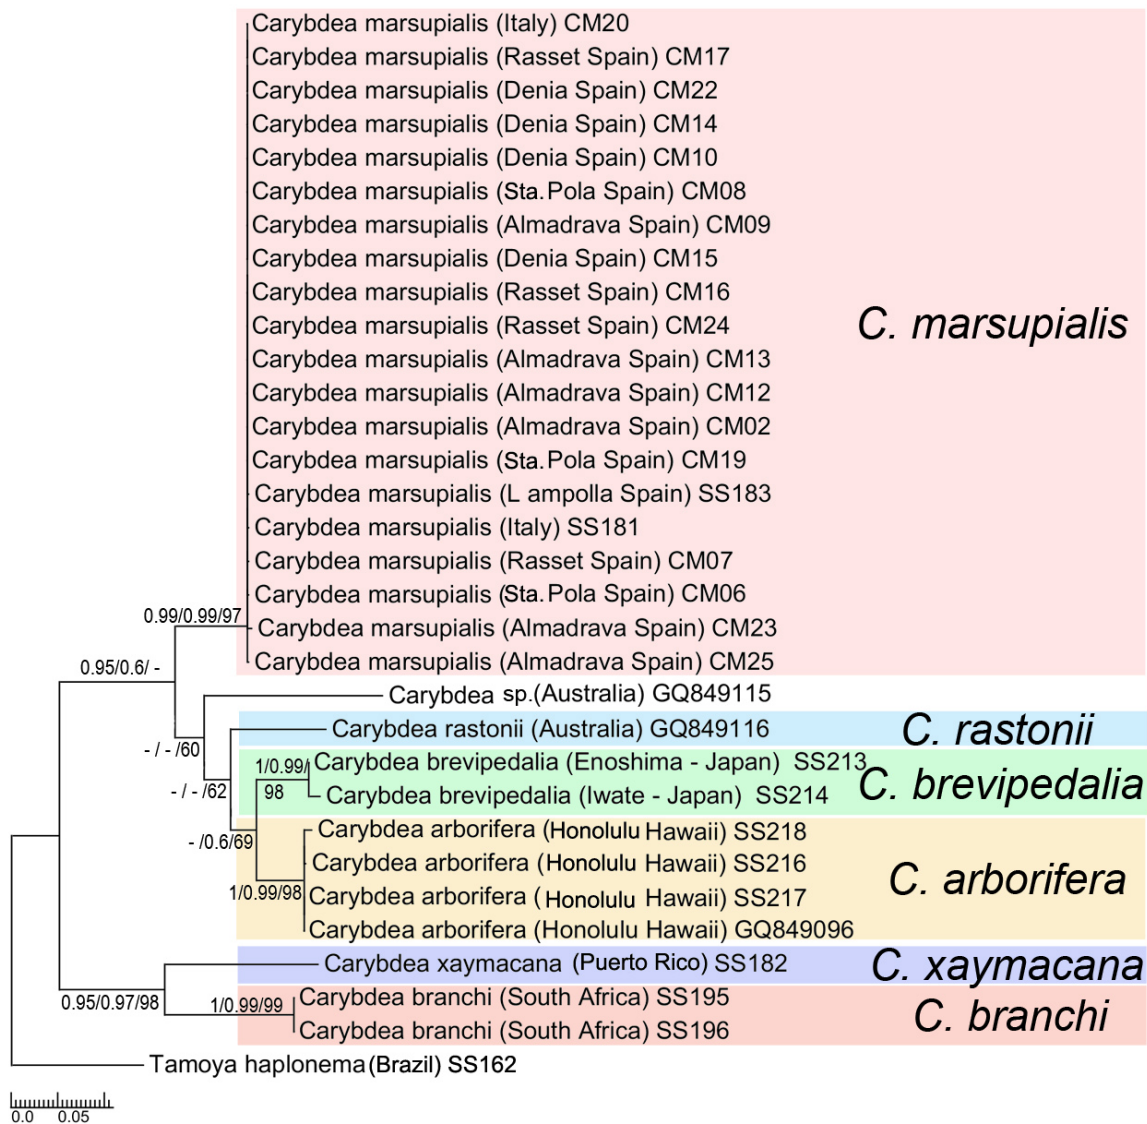 Carybdea marsupialis (Italy) CM20
Carybdea marsupialis (Rasset Spain) CM17
Carybdea marsupialis (Denia Spain) CM22
Carybdea marsupialis (Denia Spain) CM14
Carybdea marsupialis (Denia Spain) CM10
Carybdea marsupialis (Sta. Pola Spain) CM08
Carybdea marsupialis (Almadrava Spain) CM09
Carybdea marsupialis (Denia Spain) CM15
Carybdea marsupialis (Rasset Spain) CM16
C. marsupialis
Carybdea marsupialis (Rasset Spain) CM24
Carybdea marsupialis (Almadrava Spain) CM13
Carybdea marsupialis (Almadrava Spain) CM12
Carybdea marsupialis (Almadrava Spain) CM02
Carybdea marsupialis (Sta. Pola Spain) CM19
Carybdea marsupialis (L ampolla Spain) SS183
Carybdea marsupialis (Italy) SS181
Carybdea marsupialis (Rasset Spain) CM07
Carybdea marsupialis (Sta. Pola Spain) CM06
0.99/0.99/97
Carybdea marsupialis (Almadrava Spain) CM23
Carybdea marsupialis (Almadrava Spain) CM25
0.95/0.6/ -
Carybdea sp.(Australia) GQ849115
Carybdea rastonii (Australia) GQ849116
C. rastonii
- / - /60
Carybdea brevipedalia (Enoshima - Japan) SS213
1/0.99/
98
C. brevipedalia
- / - /62
Carybdea brevipedalia (Iwate - Japan) SS214
Carybdea arborifera (Honolulu Hawaii) SS218
- /0.6/69
Carybdea arborifera (Honolulu Hawaii) SS216
C. arborifera
1/0.99/98
Carybdea arborifera (Honolulu Hawaii) SS217
Carybdea arborifera (Honolulu Hawaii) GQ849096
Carybdea xaymacana (Puerto Rico) SS182
C. xaymacana
0.95/0.97/98
1/0.99/99
Carybdea branchi (South Africa) SS195
C. branchi
Carybdea branchi (South Africa) SS196
Tamoya haplonema (Brazil) SS162
0.0 0.05